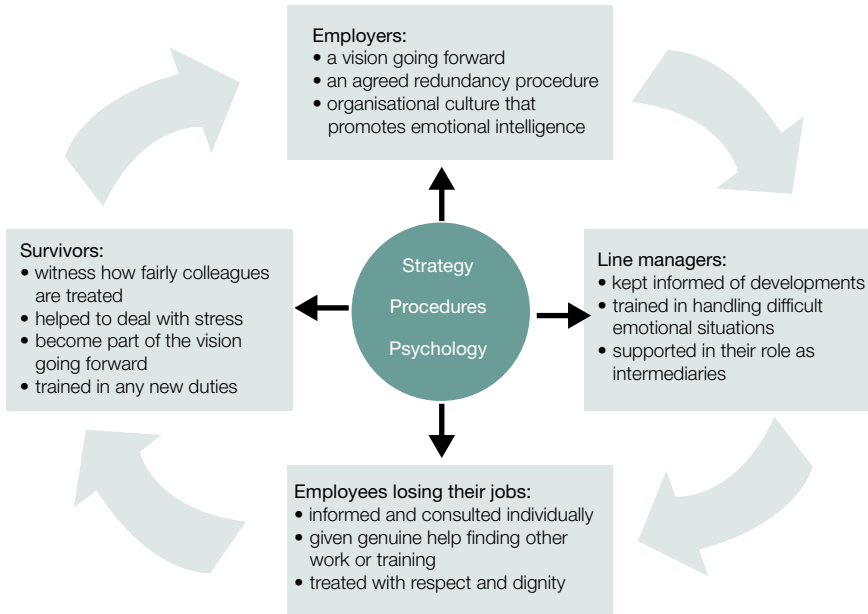 Employers:
• a vision going forward
• an agreed redundancy procedure
• organisational culture that
promotes emotional intelligence
Survivors:
• witness how fairly colleagues
are treated
• helped to deal with stress
• become part of the vision
going forward
• trained in any new duties
Strategy
Procedures
Psychology
Line managers:
• kept informed of developments
• trained in handling difficult
emotional situations
• supported in their role as
intermediaries
Employees losing their jobs:
• informed and consulted individually
• given genuine help finding other
work or training
• treated with respect and dignity